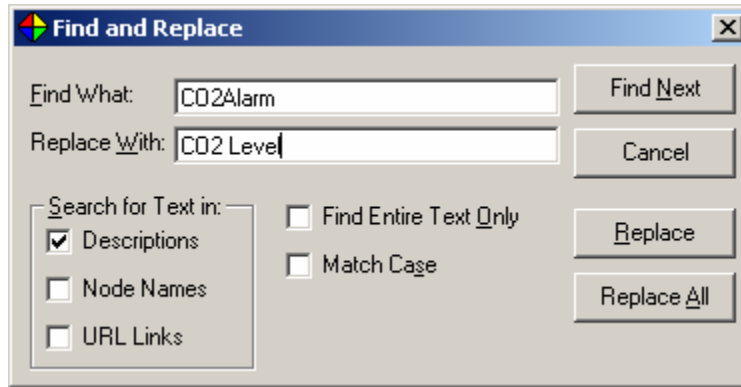 Find and Replace
Find What: CO2Alarm
Find Next
Replace With: CO2 Level
Cancel
Search for Text in:
Descriptions
Node Names
URL Links
Find Entire Text Only
Match Case
Replace
Replace All